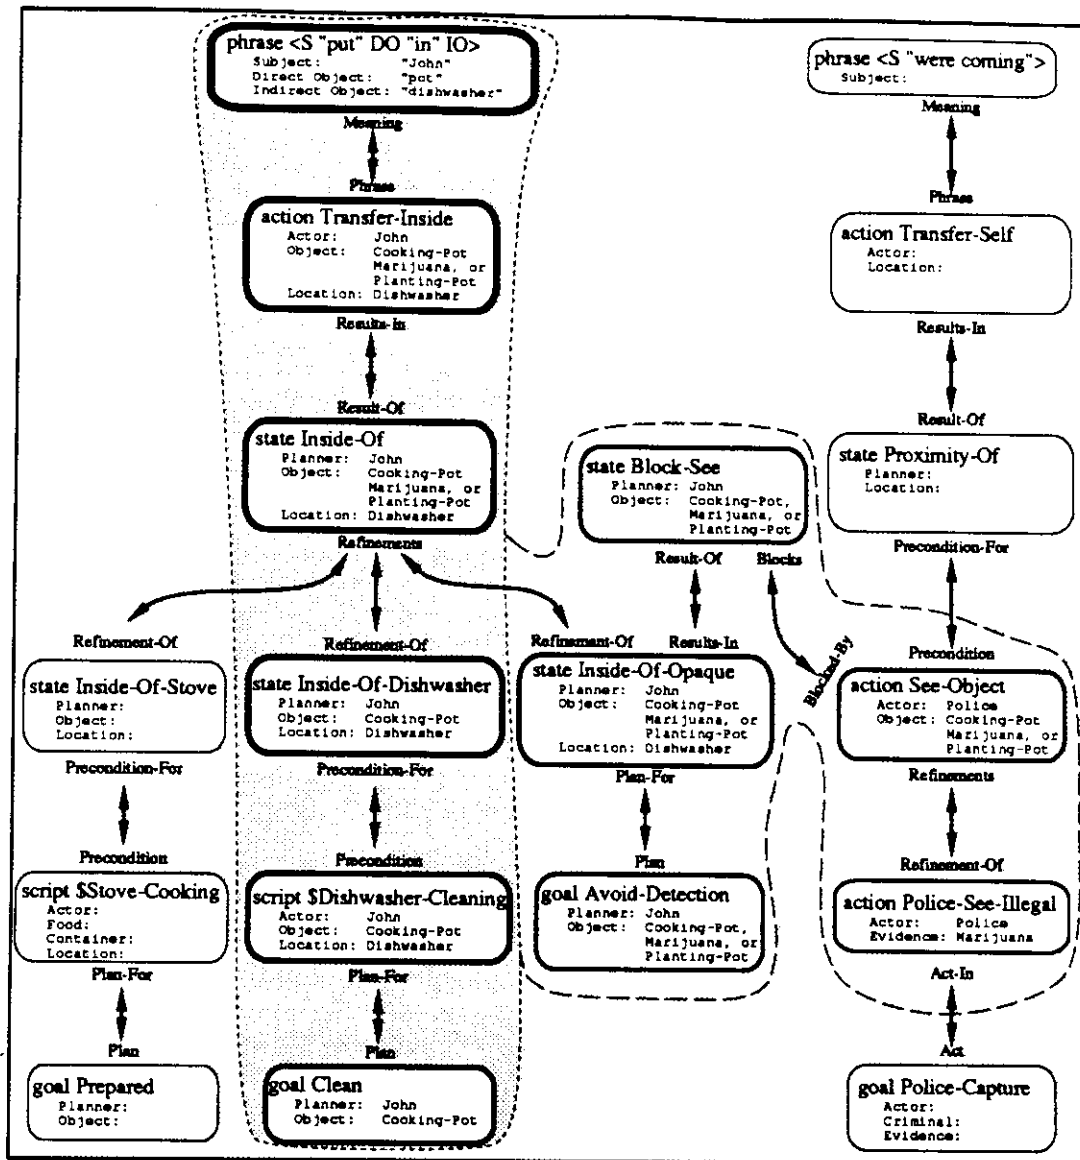 phrase <S "put" DO "in" IO>
Subject: "John"
Direct Object: "pot"
Indirect Object: "dishwasher"
Meaning
Phrase
action Transfer-Inside
Actor: John
Object: Cooking-Pot
Marijuana, or
Planting-Pot
Location: Dishwasher
Results-In
Result-Of
state Inside-Of
Planner: John
Object: Cooking-Pot
Marijuana, or
Planting-Pot
Location: Dishwasher
Refinements
Refinement-Of
state Inside-Of-Stove
Planner:
Object:
Location:
Precondition-For
Precondition
script $Stove-Cooking
Actor:
Food:
Container:
Location:
Plan-For
Plan
goal Prepared
Planner:
Object:
Refinement-Of
state Inside-Of-Dishwasher
Planner: John
Object: Cooking-Pot
Location: Dishwasher
Precondition-For
Precondition
script $Dishwasher-Cleaning
Actor: John
Object: Cooking-Pot
Location: Dishwasher
Plan-For
Plan
goal Clean
Planner: John
Object: Cooking-Pot
state Block-See
Planner: John
Object: Cooking-Pot,
Marijuana, or
Planting-Pot
Result-Of Blocks
Refinement-Of Results-In
Blocked-By
state Inside-Of-Opaque
Planner: John
Object: Cooking-Pot
Marijuana, or
Planting-Pot
Location: Dishwasher
Plan-For
Plan
goal Avoid-Detection
Planner: John
Object: Cooking-Pot,
Marijuana, or
Planting-Pot
phrase <S "were coming">
Subject:
Meaning
Phrase
action Transfer-Self
Actor:
Location:
Results-In
Result-Of
state Proximity-Of
Planner:
Location:
Precondition-For
Precondition
action See-Object
Actor: Police
Object: Cooking-Pot
Marijuana, or
Planting-Pot
Refinements
Refinement-Of
action Police-See-Illegal
Actor: Police
Evidence: Marijuana
Act-In
Act
goal Police-Capture
Actor:
Criminal:
Evidence: